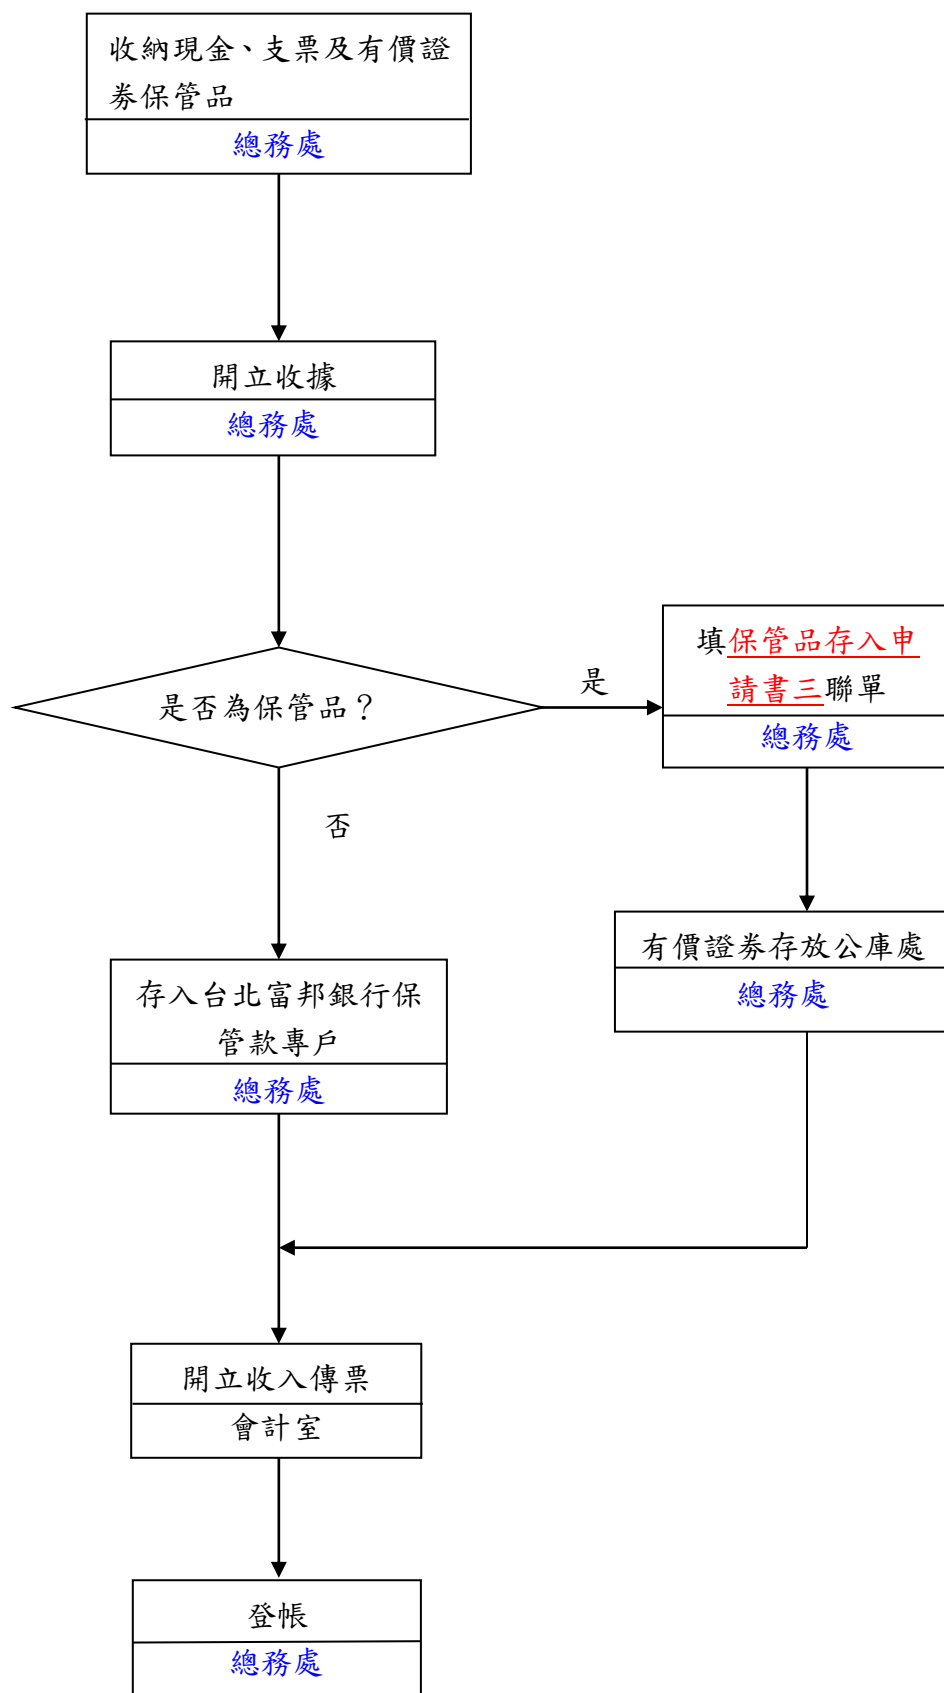 收納現金、支票及有價證
券保管品
總務處
開立收據
總務處
是否為保管品？
是
填保管品存入申
請書三聯單
總務處
否
有價證券存放公庫處
總務處
存入台北富邦銀行保
管款專戶
總務處
開立收入傳票
會計室
登帳
總務處